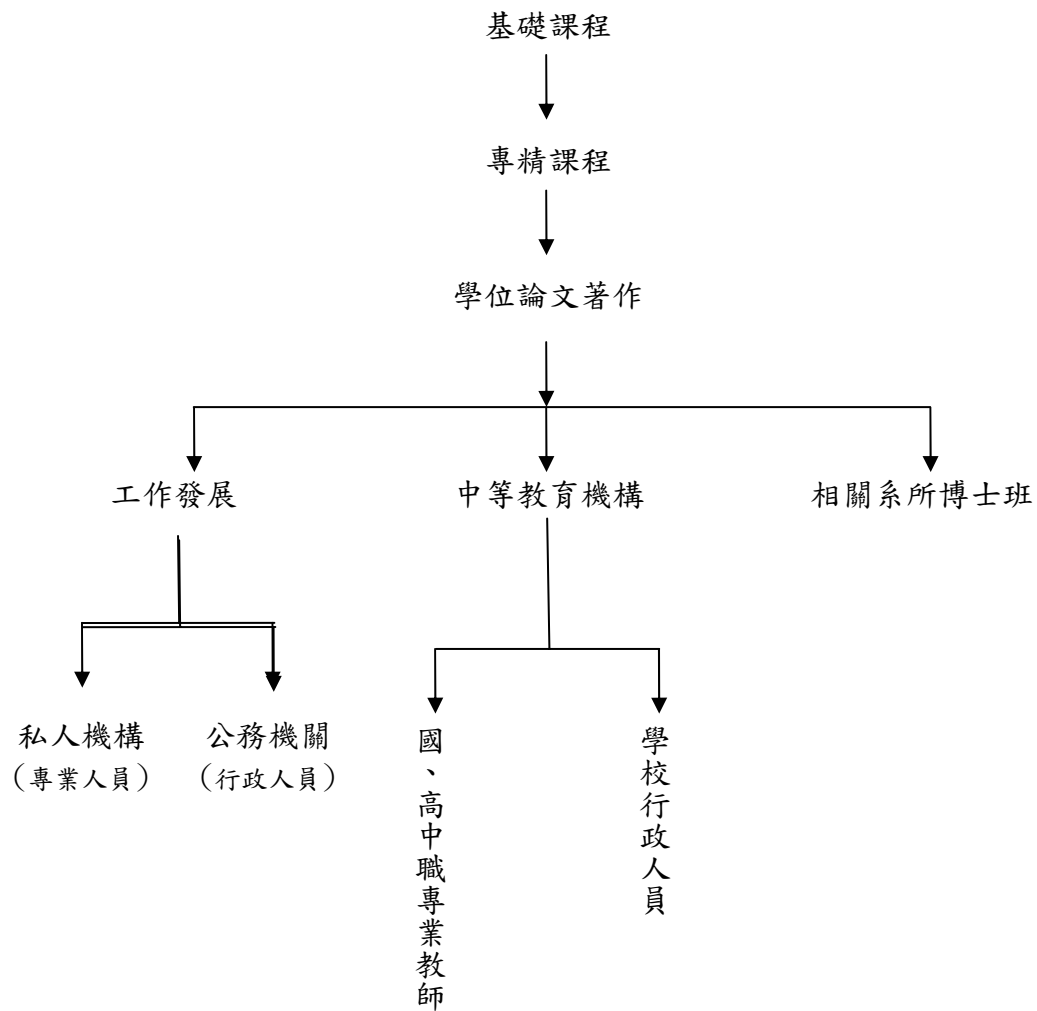 基礎課程
專精課程
學位論文著作
工作發展
中等教育機構
相關系所博士班
私人機構
（專業人員）
公務機關
（行政人員）
國、高中職專業教師
學校行政人員